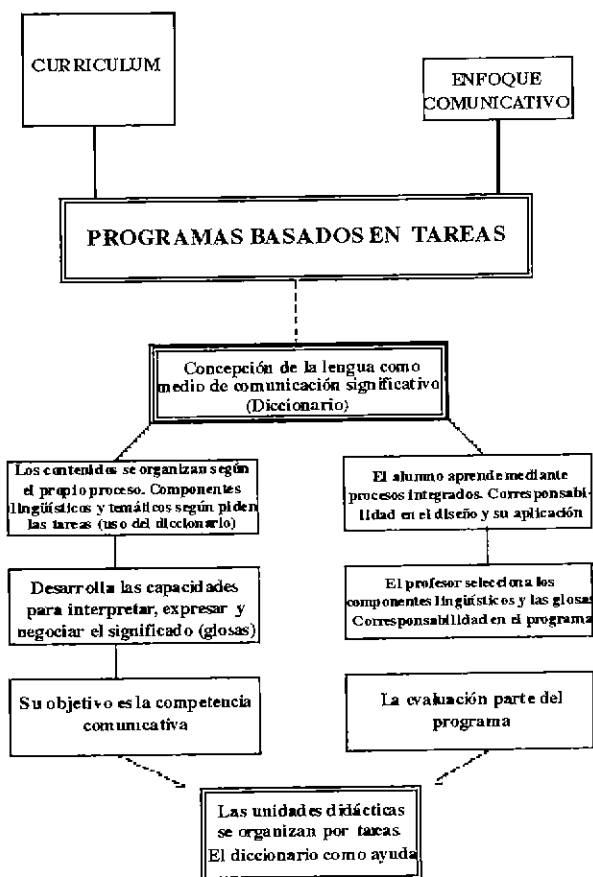 CURRICULUM
ENFOQUE
COMUNICATIVO
PROGRAMAS BASADOS EN TAREAS
Concepción de la lengua como
medio de comunicación significativo
(Diccionario)
Los contenidos se organizan según
el propio proceso. Componentes
lingüísticos y temáticos según piden
las tareas (uso del diccionario)
El alumno aprende mediante
procesos integrados. Corresponsabi-
lidad en el diseño y su aplicación
Desarrolla las capacidades
para interpretar, expresar y
negociar el significado (glosas)
El profesor selecciona los
componentes lingüísticos y las glosas
Corresponsabilidad en el programa
Su objetivo es la competencia
comunicativa
La evaluación parte del
programa
Las unidades didácticas
se organizan por tareas.
El diccionario como ayuda